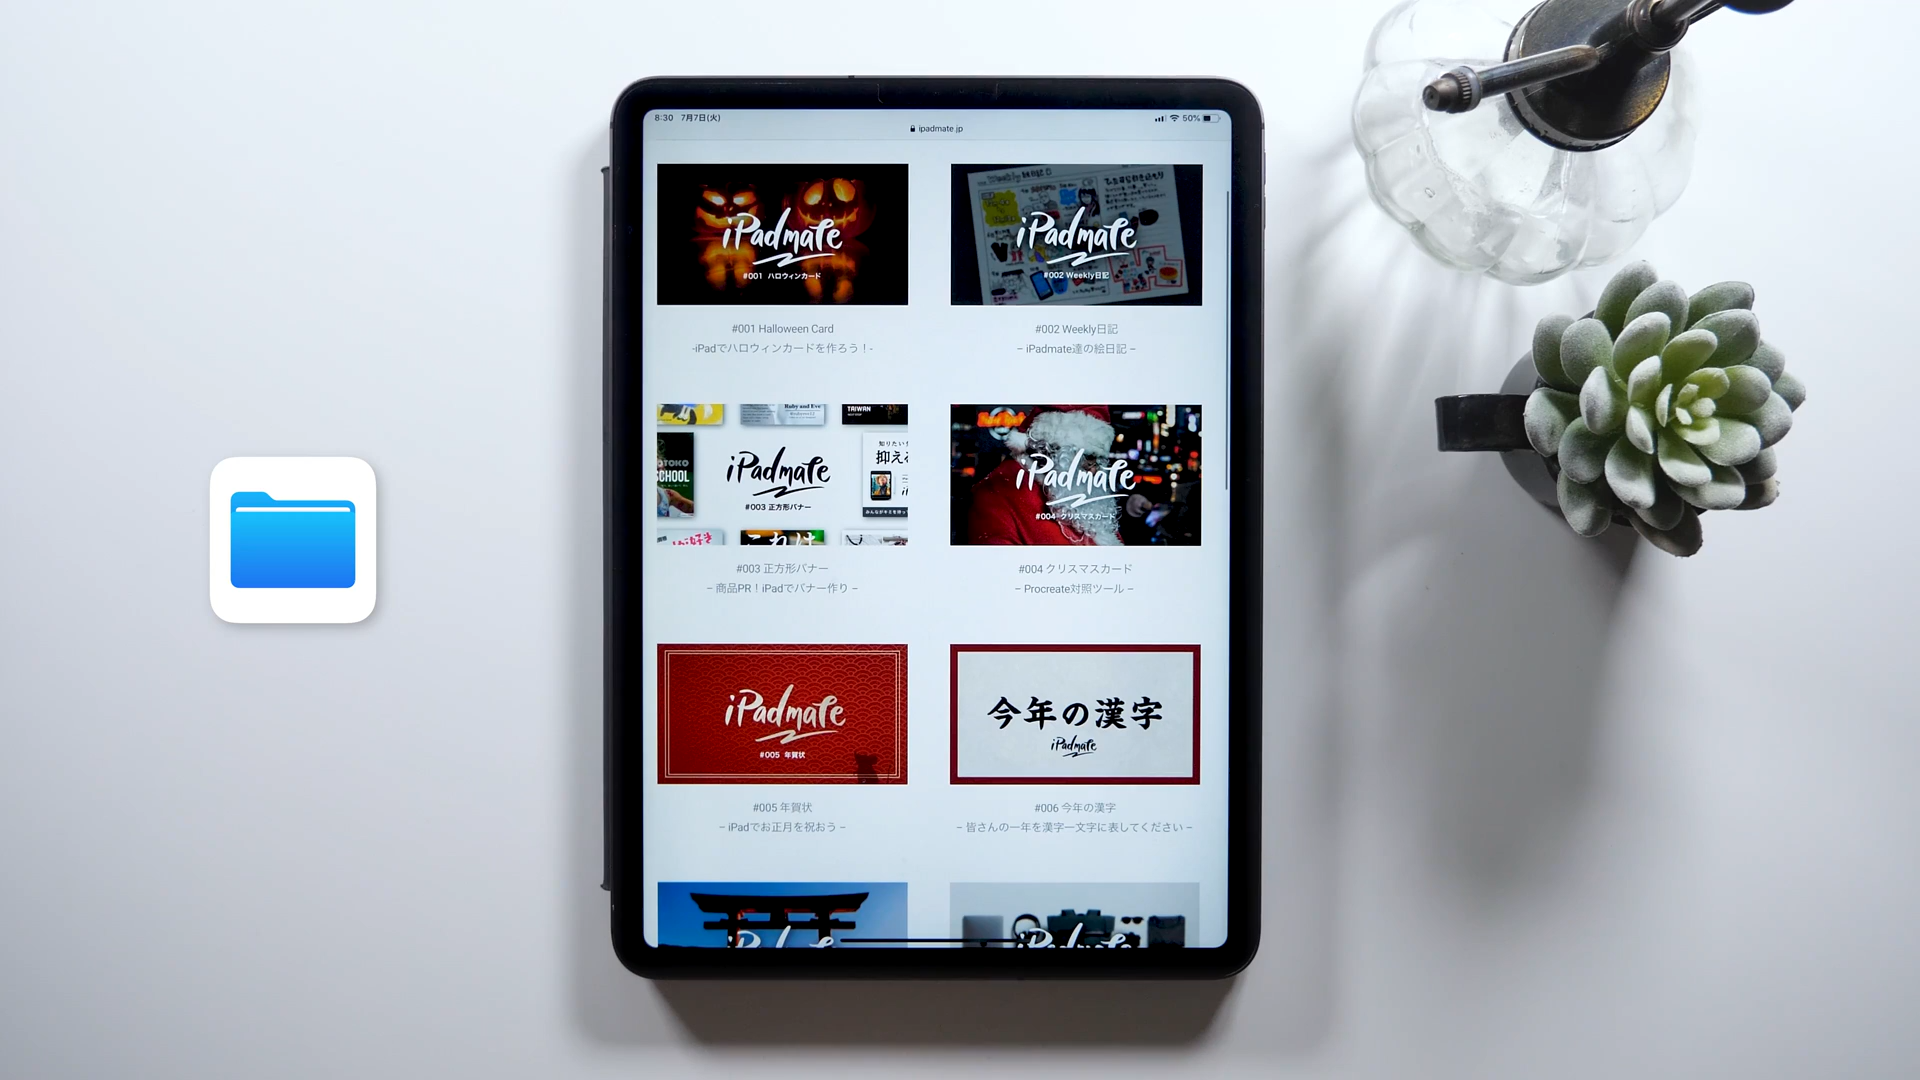 8:30 7月7日(火)
50%
ipadmate.jp
iPadmate
#001 ハロウィンカード
#001 Halloween Card
-iPadでハロウィンカードを作ろう！-
iPadmate
#002 Weekly日記
#002 Weekly日記
– iPadmate達の絵日記 –
Ruby and Eve
TAIWAN
SCHOOL
iPadmate
#003 正方形バナー
これは
#003 正方形バナー
– 商品PR！iPadでバナー作り –
iPadmate
#004 クリスマスカード
#004 クリスマスカード
– Procreate対照ツール –
iPadmate
#005 年賀状
#005 年賀状
– iPadでお正月を祝おう –
今年の漢字
iPadmate
#006 今年の漢字
– 皆さんの一年を漢字一文字に表してください –
iPadmate
iPadmate